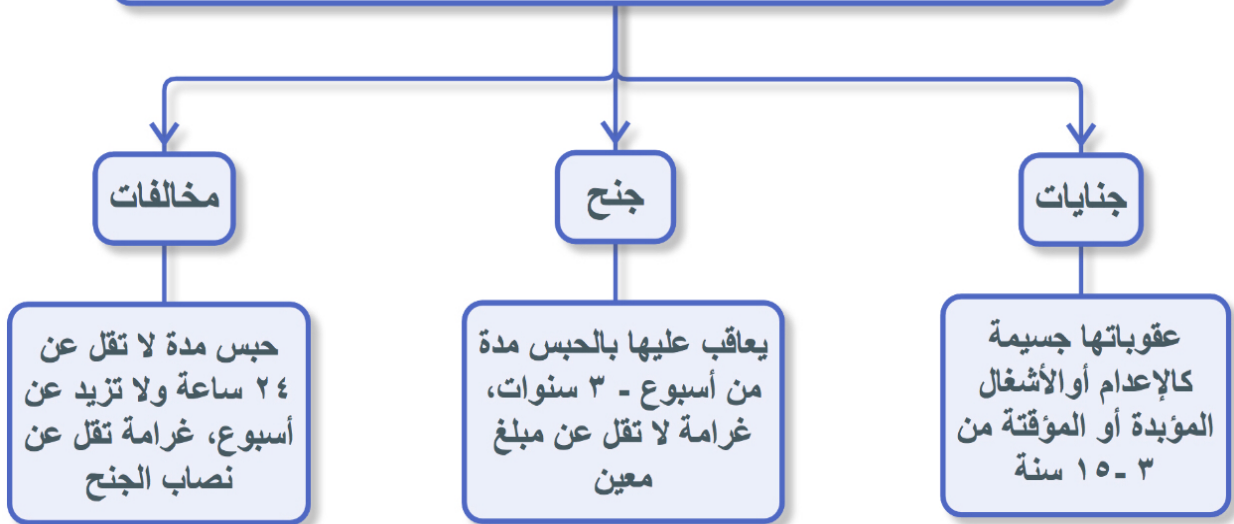 جنايات
عقوباتها جسيمة
كالإعدام أوالأشغال
المؤبدة أو المؤقتة من
٣ -١٥ سنة
جنح
يعاقب عليها بالحبس مدة
من أسبوع - ٣ سنوات،
غرامة لا تقل عن مبلغ
معين
مخالفات
حبس مدة لا تقل عن
٢٤ ساعة ولا تزيد عن
أسبوع، غرامة تقل عن
نصاب الجنح